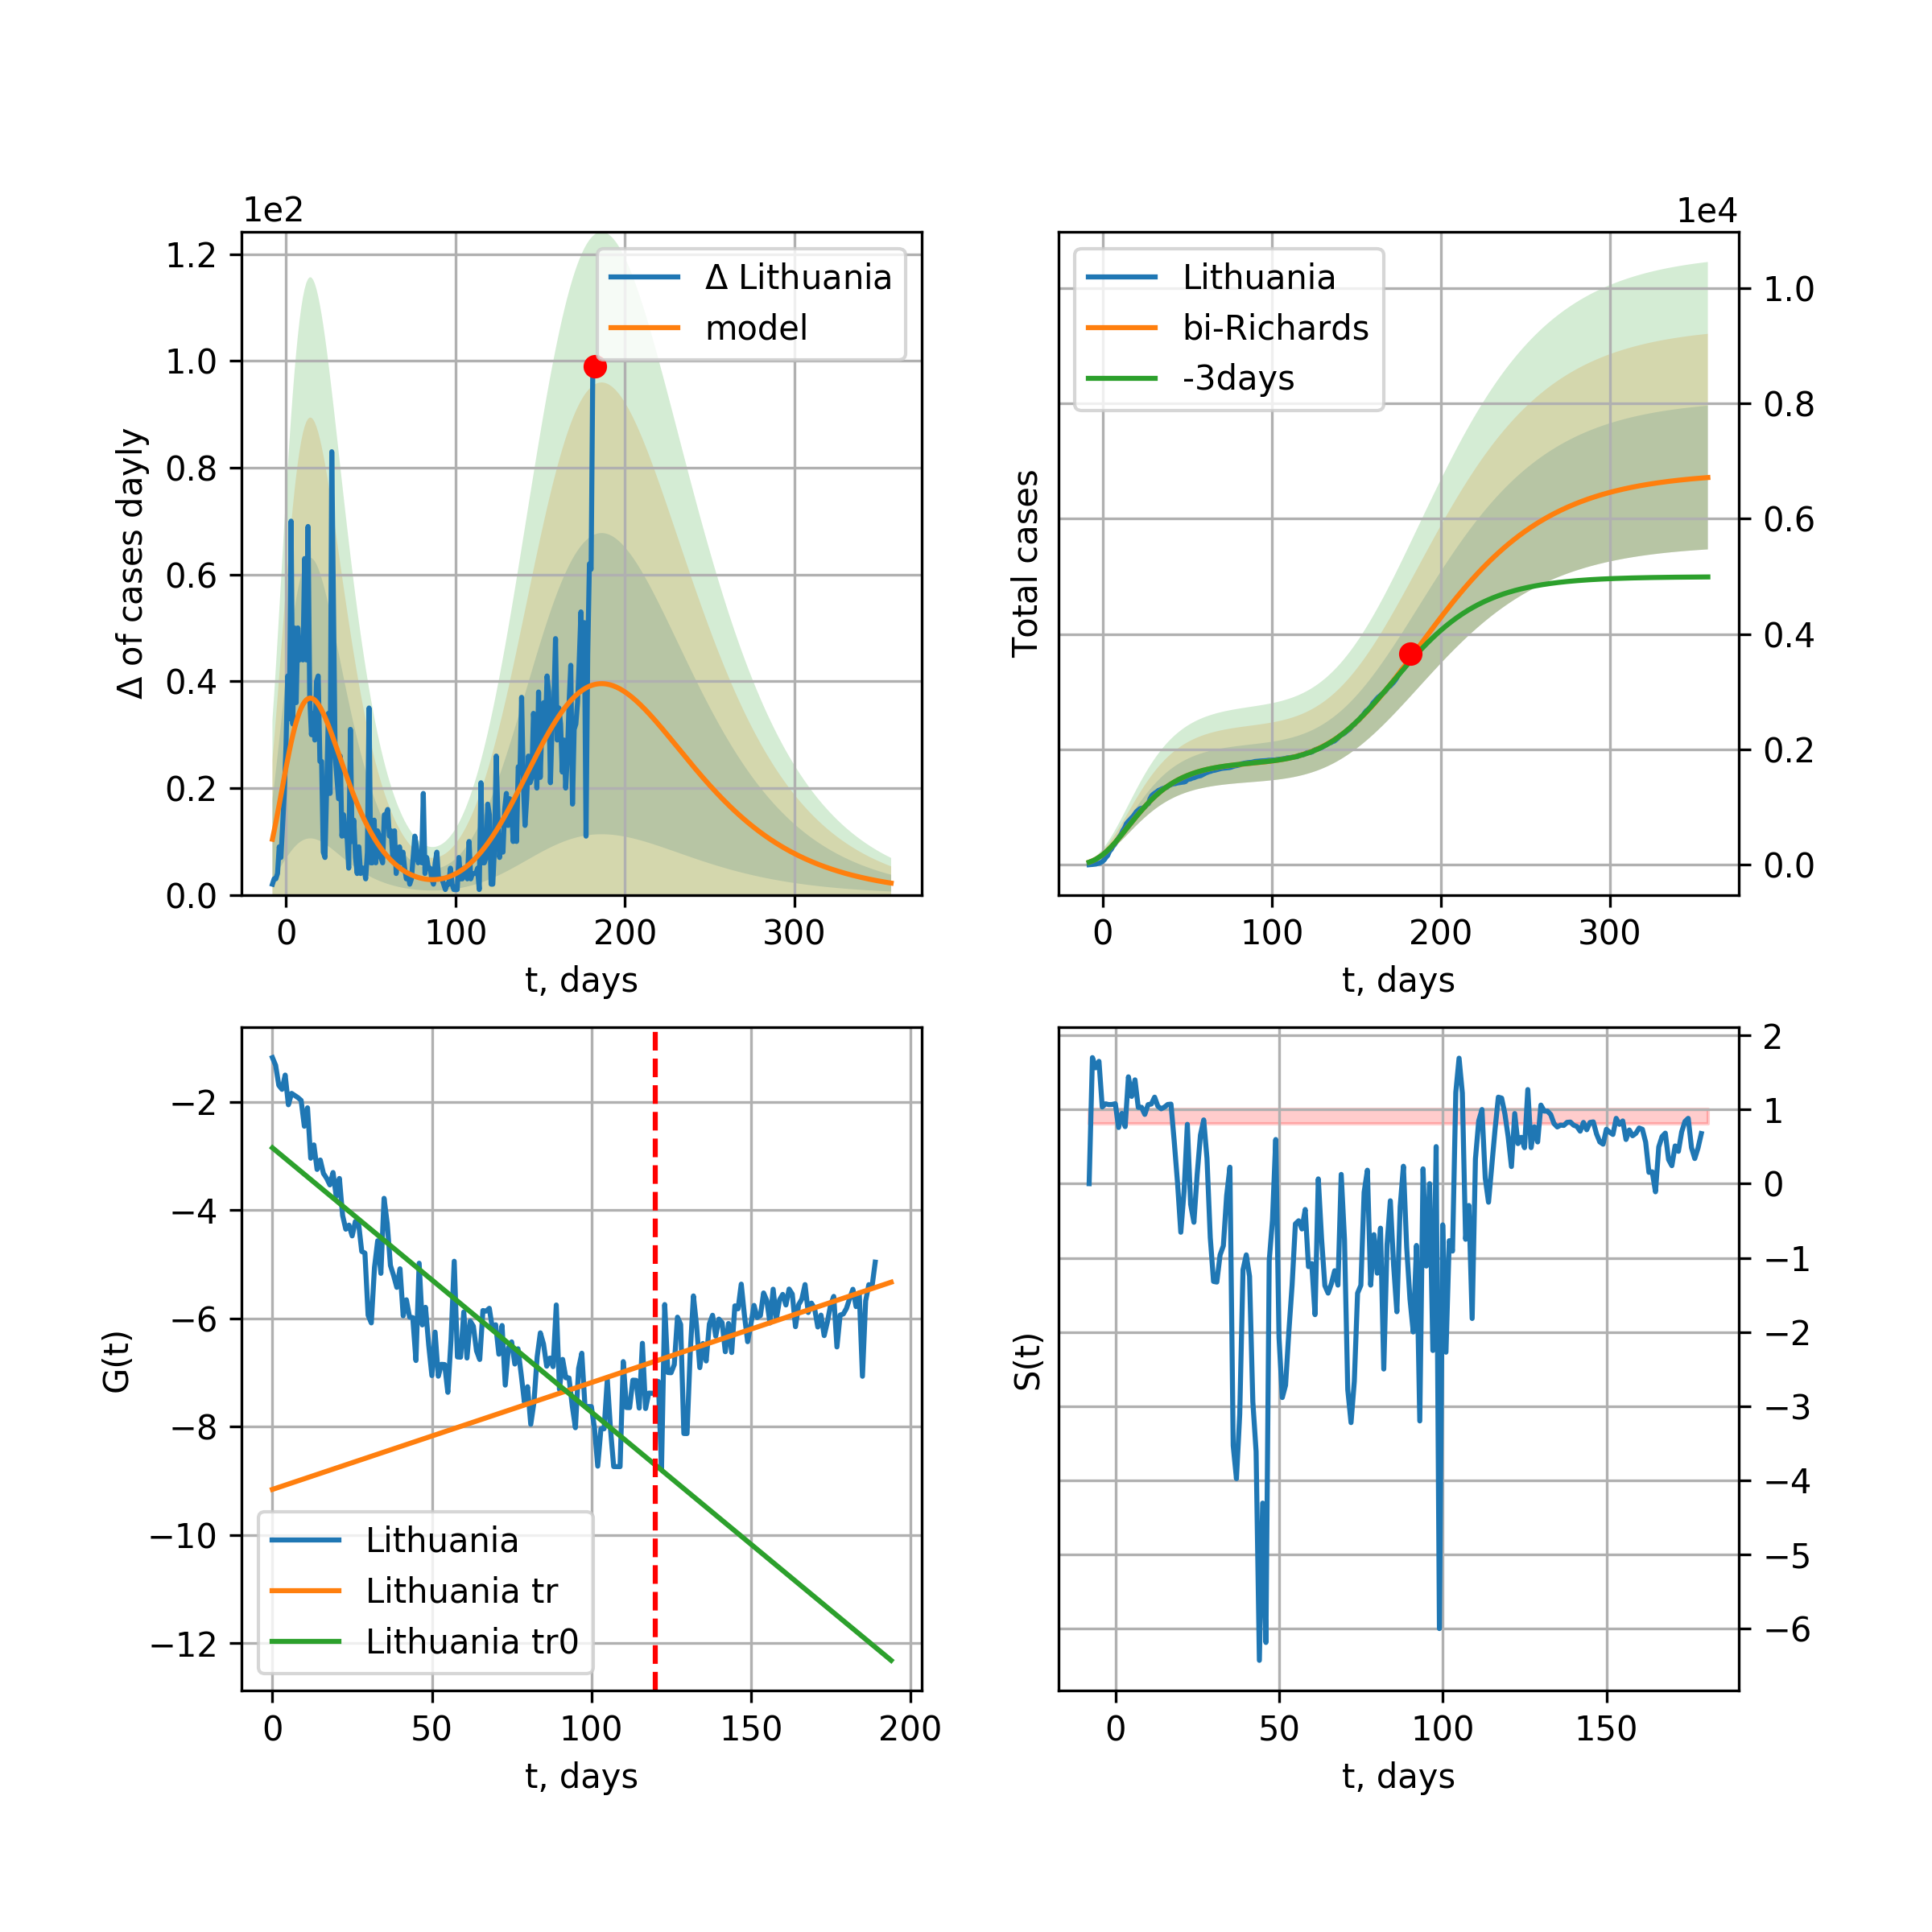 1e2
Δ of cases dayly
1.2
1.0
0.8
0.6
0.4
0.2
0.0
Δ Lithuania
model
0 100 200 300
t, days
1e4
Total cases
Lithuania
bi-Richards
-3days
1.0
0.8
0.6
0.4
0.2
0.0
0 100 200 300
t, days
G(t)
−2
−4
−6
−8
−10
−12
Lithuania
Lithuania tr
Lithuania tr0
0 50 100 150 200
t, days
S(t)
2
1
0
−1
−2
−3
−4
−5
−6
0 50 100 150
t, days